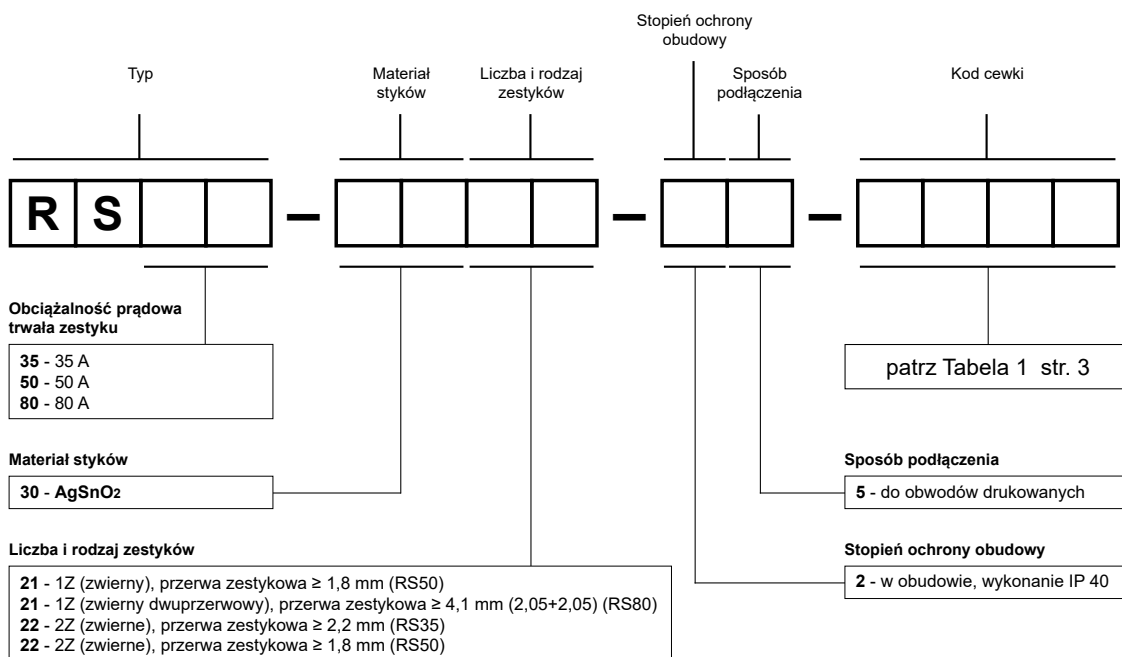 Stopień ochrony
obudowy
Typ
Materiał
styków
Liczba i rodzaj
zestyków
Sposób
podłączenia
Kod cewki
R S – – –
Obciążalność prądowa
trwała zestyku
35 - 35 A
50 - 50 A
80 - 80 A
patrz Tabela 1 str. 3
Materiał styków
30 - AgSnO2
Sposób podłączenia
5 - do obwodów drukowanych
Liczba i rodzaj zestyków
21 - 1Z (zwierny), przerwa zestykowa ≥ 1,8 mm (RS50)
21 - 1Z (zwierny dwuprzerwowy), przerwa zestykowa ≥ 4,1 mm (2,05+2,05) (RS80)
22 - 2Z (zwierne), przerwa zestykowa ≥ 2,2 mm (RS35)
22 - 2Z (zwierne), przerwa zestykowa ≥ 1,8 mm (RS50)
Stopień ochrony obudowy
2 - w obudowie, wykonanie IP 40